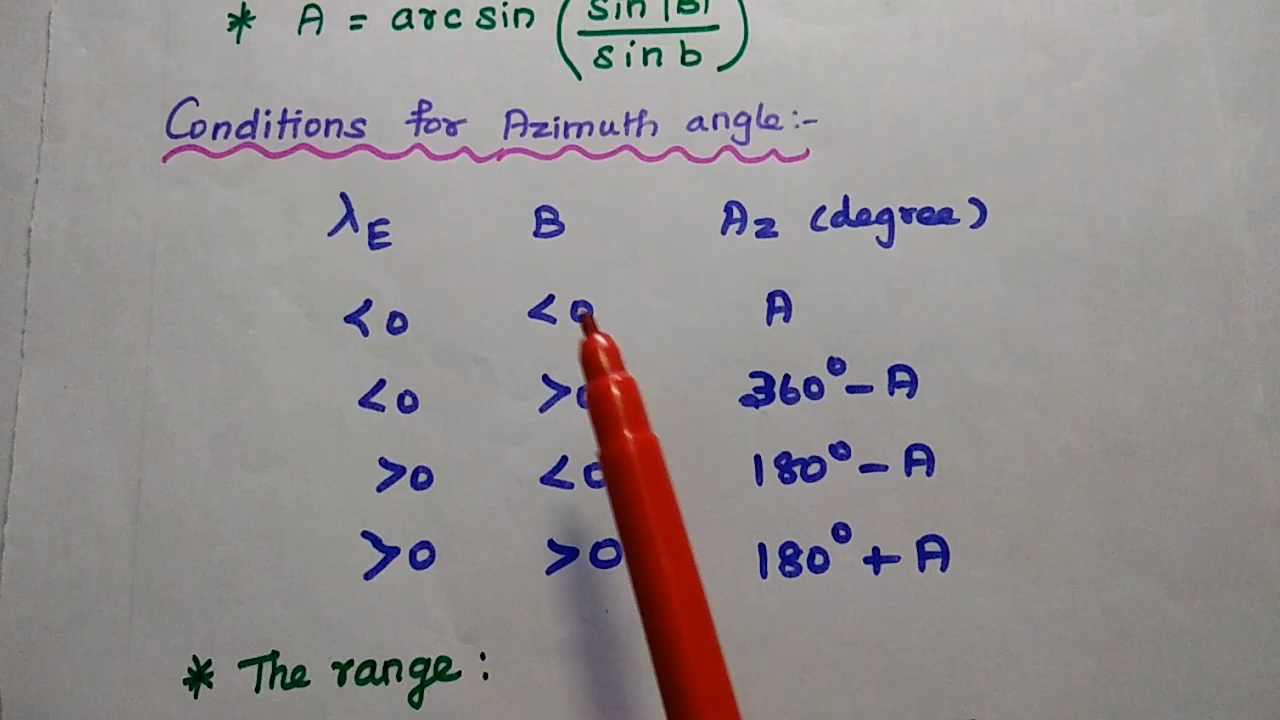 * A = arc sin (sin |B| / sin b)
Conditions for Azimuth angle:-
λE B Az (degree)
<0 <0 A
<0 >0 360° - A
>0 <0 180° - A
>0 >0 180° + A
* The range: